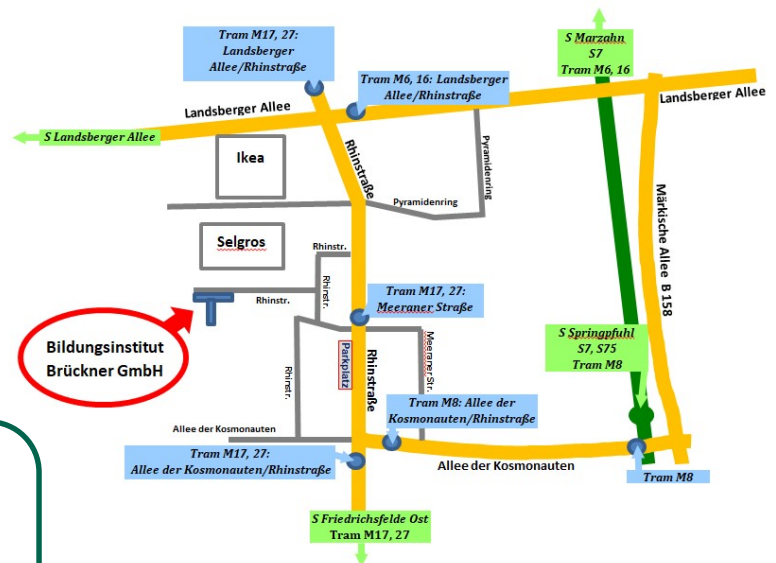 Tram M17, 27:
Landsberger
Allee/Rhinstraße
S Marzahn
S7
Tram M6, 16
Tram M6, 16: Landsberger
Allee/Rhinstraße
Landsberger Allee
Landsberger Allee
S Landsberger Allee
Ikea
Rhinstraße
Pyramidenring
Pyramidenring
Märkische Allee B 158
Selgros
Rhinstr.
Rhinstr.
Rhinstr.
Tram M17, 27:
Meeraner Straße
Bildungsinstitut
Brückner GmbH
S Springpfuhl
S7, S75
Tram M8
Rhinstr.
Parkplatz
Rhinstraße
Meeraner Str.
Tram M8: Allee der
Kosmonauten/Rhinstraße
Allee der Kosmonauten
Tram M17, 27:
Allee der Kosmonauten/Rhinstraße
Allee der Kosmonauten
Tram M8
S Friedrichsfelde Ost
Tram M17, 27